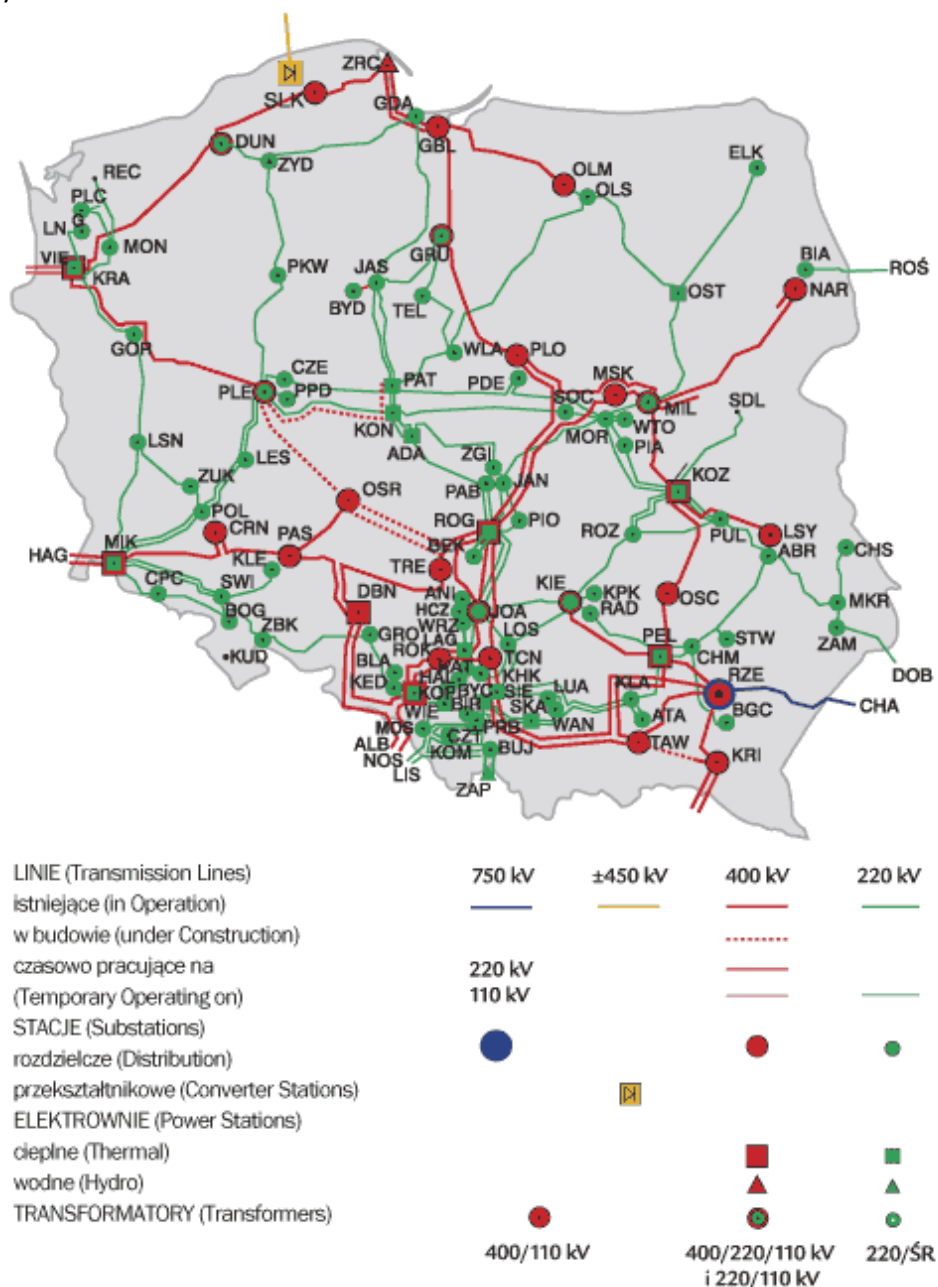 ZRC
SLK
GDA
GBL
DUN
ZYD
REC
PLC
OLM
OLS
ELK
LN
G
MON
VIE
KRA
PKW
JAS
BYD
GRU
TEL
OST
BIA
ROŚ
NAR
GOR
CZE
PLE
PPD
PAT
WLA
PLO
PDE
MSK
SOC
MIL
WTO
SDL
KON
ADA
MOR
PIA
LSN
LES
ZGI
KOZ
ZUK
OSR
PAB
JAN
POL
CRN
PAS
ROG
PIO
ROZ
PUL
LSY
ABR
CHS
HAG
MIK
KLE
BEK
TRE
CPC
SWI
DBN
ANI
KIE
KPK
RAD
OSC
MKR
BOG
ZBK
HCZ
JOA
WRZ
GRO
LAG
LOS
ZAM
KUD
ROK
TCN
PEL
STW
CHM
DOB
BLA
KAT
KHK
RZE
KED
HAL
KOP
BYC
SIE
LUA
KLA
CHA
WIE
BIR
SKA
WAN
ATA
BGC
MOS
PRB
ALB
CZT
TAW
NOS
KOM
BUJ
KRI
LIS
ZAP
LINIE (Transmission Lines) 750 kV ±450 kV 400 kV 220 kV
istniejące (in Operation)
w budowie (under Construction)
czasowo pracujące na 220 kV
(Temporary Operating on) 110 kV
STACJE (Substations)
rozdzielcze (Distribution)
przekształtnikowe (Converter Stations)
ELEKTROWNIE (Power Stations)
cieplne (Thermal)
wodne (Hydro)
TRANSFORMATORY (Transformers)
400/110 kV 400/220/110 kV 220/ŚR
i 220/110 kV